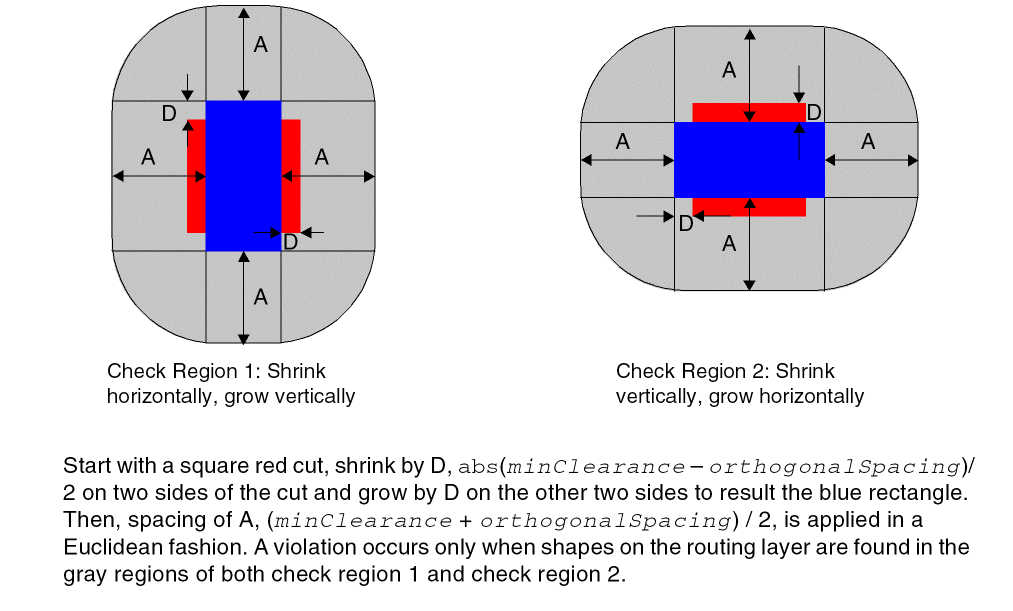 A
D
A
A
D
A
Check Region 1: Shrink
horizontally, grow vertically
A
D
A
A
D
A
Check Region 2: Shrink
vertically, grow horizontally
Start with a square red cut, shrink by D, abs(minClearance – orthogonalSpacing)/
2 on two sides of the cut and grow by D on the other two sides to result the blue rectangle.
Then, spacing of A, (minClearance + orthogonalSpacing) / 2, is applied in a
Euclidean fashion. A violation occurs only when shapes on the routing layer are found in the
gray regions of both check region 1 and check region 2.